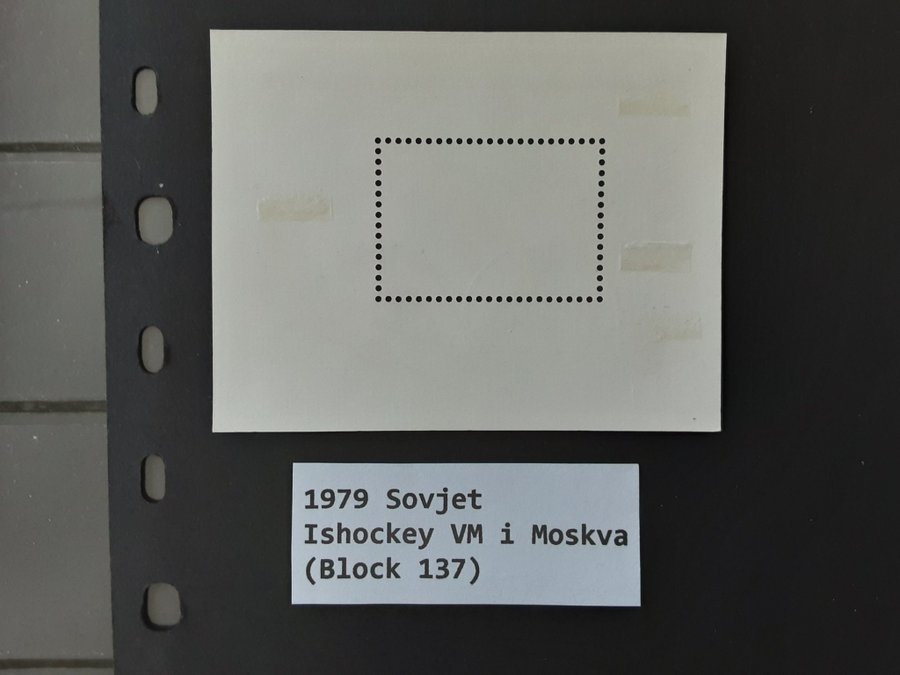 1979 Sovjet
Ishockey VM i Moskva
(Block 137)